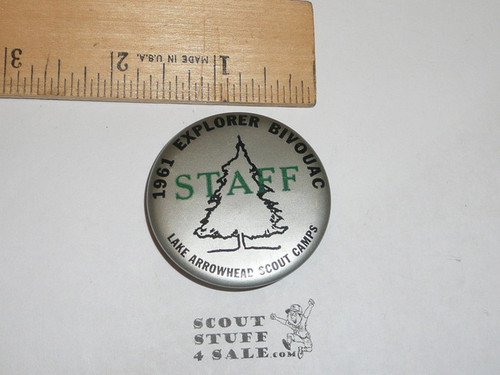 3
2
MADE IN U.S.A.
1
1961 EXPLORER BIVOUAC
STAFF
LAKE ARROWHEAD SCOUT CAMPS
SCOUT
STUFF
4 SALE.COM